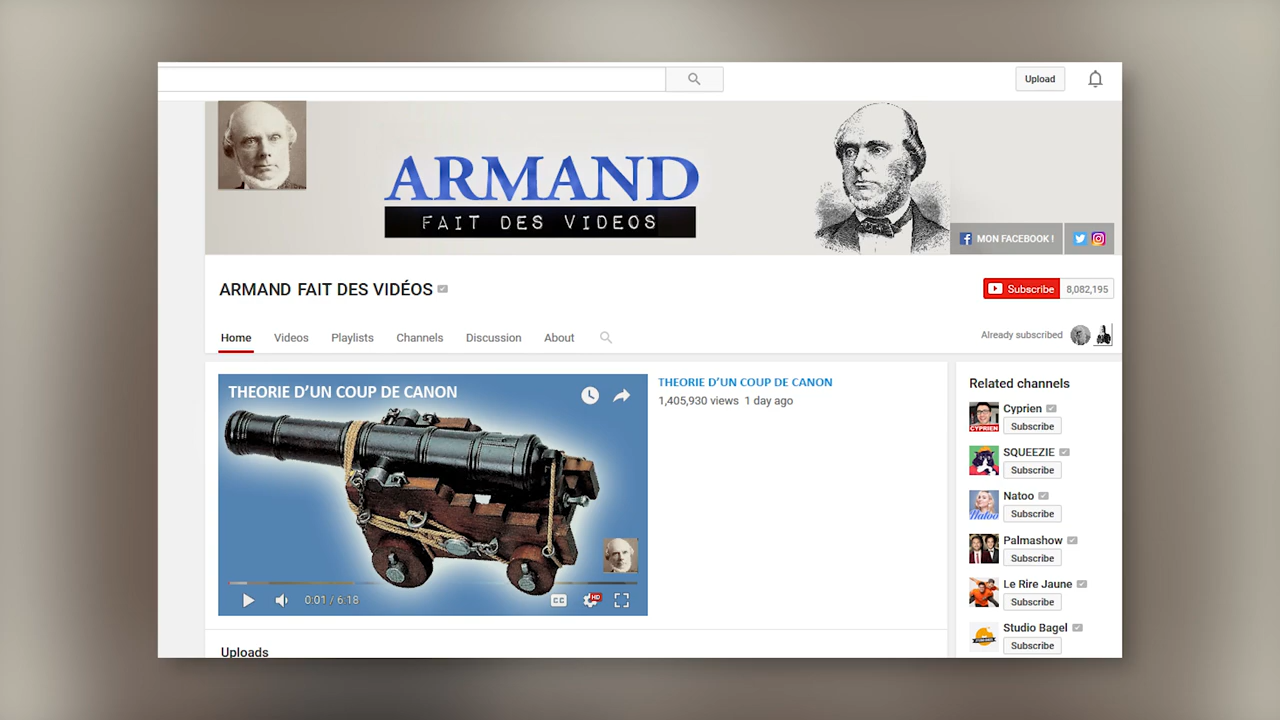 Upload
ARMAND
FAIT DES VIDEOS
MON FACEBOOK !
ARMAND FAIT DES VIDÉOS
Subscribe 8,082,195
Home Videos Playlists Channels Discussion About
Already subscribed
THEORIE D'UN COUP DE CANON
THEORIE D'UN COUP DE CANON
1,405,930 views 1 day ago
0:01 / 6:18
CC
HD
Related channels
Cyprien
CYPRIEN
Subscribe
SQUEEZIE
Subscribe
Natoo
Natoo
Subscribe
Palmashow
Subscribe
Le Rire Jaune
Subscribe
Studio Bagel
Subscribe
Uploads